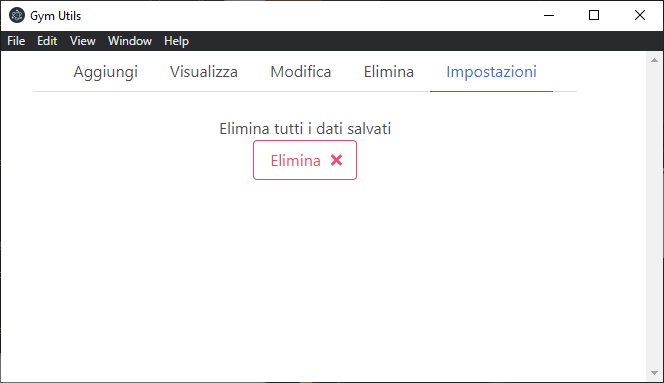 Gym Utils
File Edit View Window Help
Aggiungi Visualizza Modifica Elimina Impostazioni
Elimina tutti i dati salvati
Elimina